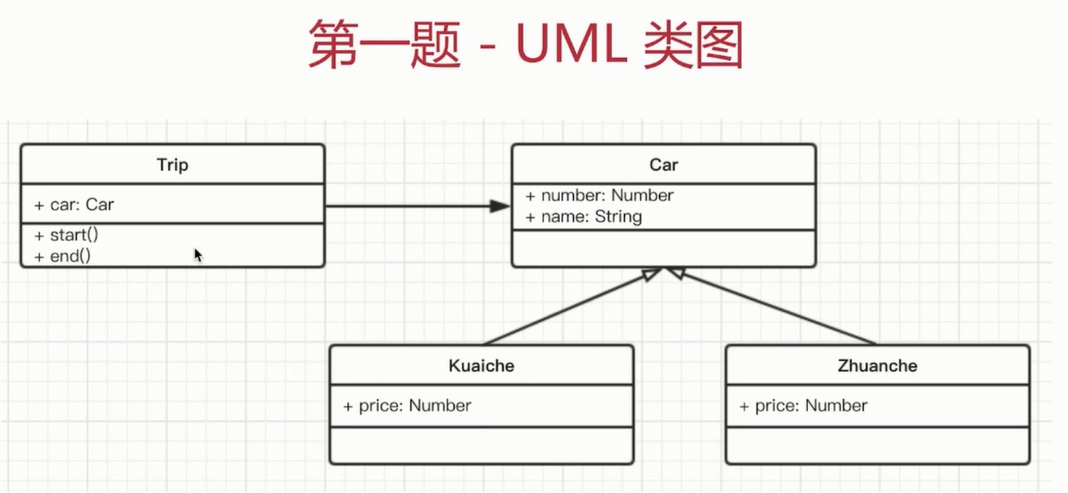 第一题 - UML 类图
Trip
+ car: Car
+ start()
+ end()
Car
+ number: Number
+ name: String
Kuaiche
+ price: Number
Zhuanche
+ price: Number